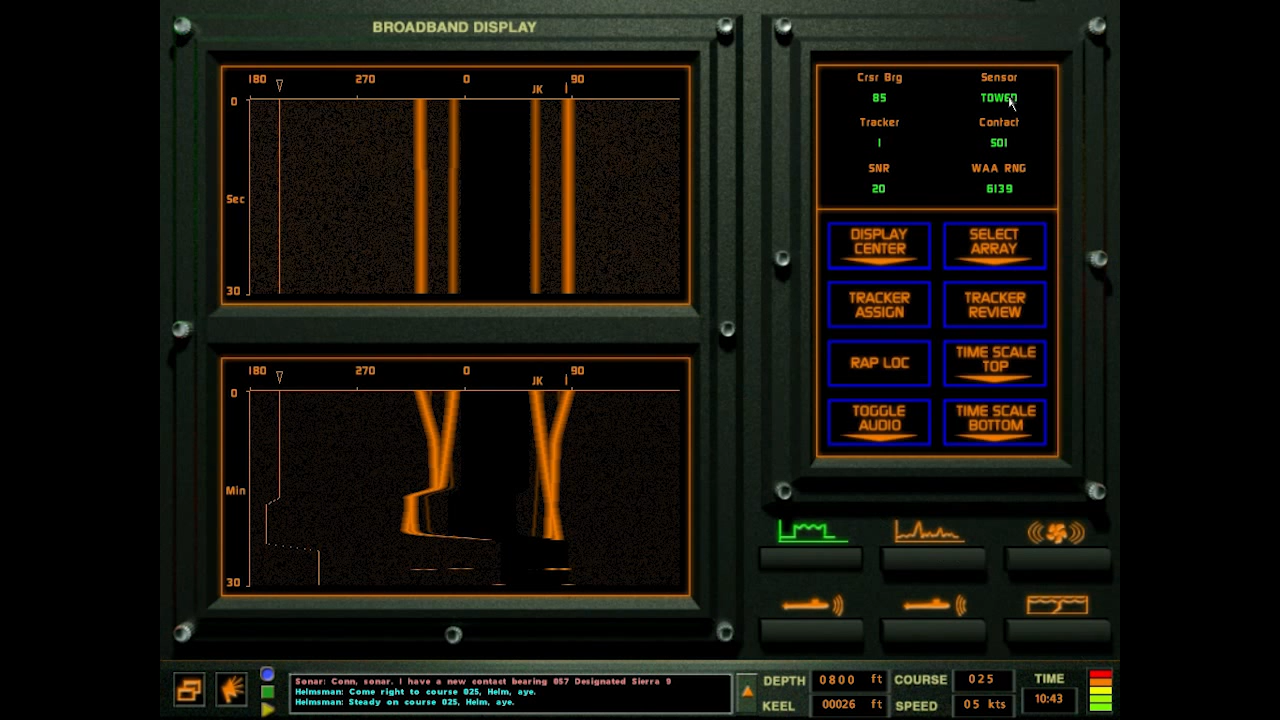 BROADBAND DISPLAY
180 270 0 90
JK
0
Sec
30
180 270 0 90
JK
0
Min
30
Crsr Brg Sensor
85
Tracker Contact
1 S01
SNR WAA RNG
20 6139
DISPLAY CENTER
SELECT ARRAY
TRACKER ASSIGN
TRACKER REVIEW
RAP LOC
TIME SCALE TOP
TOGGLE AUDIO
TIME SCALE BOTTOM
Sonar: Conn, sonar. I have a new contact bearing 057 Designated Sierra 9
Helmsman: Come right to course 025, Helm, aye.
Helmsman: Steady on course 025, Helm, aye.
DEPTH 0800 ft COURSE 025 TIME
KEEL 00026 ft SPEED 05 kts 10:43